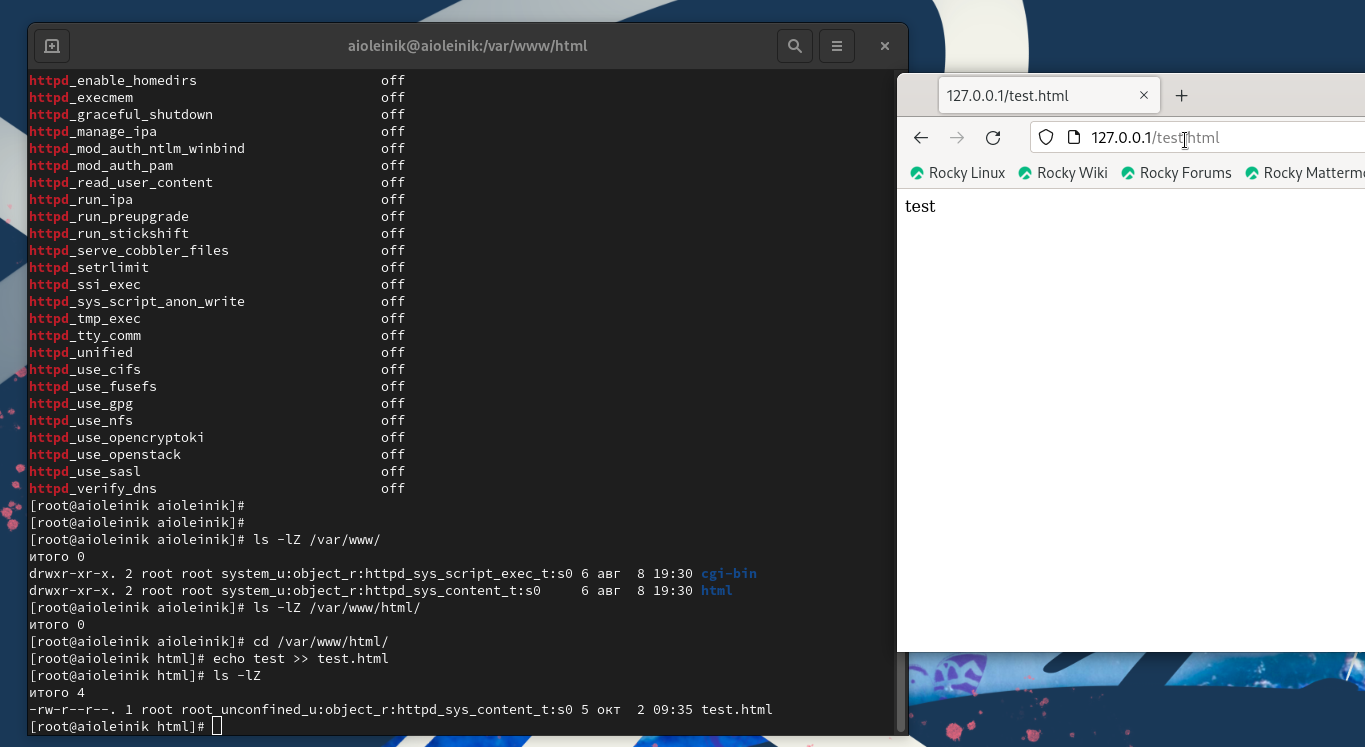 aioleinik@aioleinik:/var/www/html
httpd_enable_homedirs off
httpd_execmem off
httpd_graceful_shutdown off
httpd_manage_ipa off
httpd_mod_auth_ntlm_winbind off
httpd_mod_auth_pam off
httpd_read_user_content off
httpd_run_ipa off
httpd_run_preupgrade off
httpd_run_stickshift off
httpd_serve_cobbler_files off
httpd_setrlimit off
httpd_ssi_exec off
httpd_sys_script_anon_write off
httpd_tmp_exec off
httpd_tty_comm off
httpd_unified off
httpd_use_cifs off
httpd_use_fusefs off
httpd_use_gpg off
httpd_use_nfs off
httpd_use_opencryptoki off
httpd_use_openstack off
httpd_use_sasl off
httpd_verify_dns off
[root@aioleinik aioleinik]#
[root@aioleinik aioleinik]#
[root@aioleinik aioleinik]# ls -lZ /var/www/
итого 0
drwxr-xr-x. 2 root root system_u:object_r:httpd_sys_script_exec_t:s0 6 авг  8 19:30 cgi-bin
drwxr-xr-x. 2 root root system_u:object_r:httpd_sys_content_t:s0     6 авг  8 19:30 html
[root@aioleinik aioleinik]# ls -lZ /var/www/html/
итого 0
[root@aioleinik aioleinik]# cd /var/www/html/
[root@aioleinik html]# echo test >> test.html
[root@aioleinik html]# ls -lZ
итого 4
-rw-r--r--. 1 root root unconfined_u:object_r:httpd_sys_content_t:s0 5 окт  2 09:35 test.html
[root@aioleinik html]#
127.0.0.1/test.html
127.0.0.1/test.html
Rocky Linux Rocky Wiki Rocky Forums Rocky Matterm
test